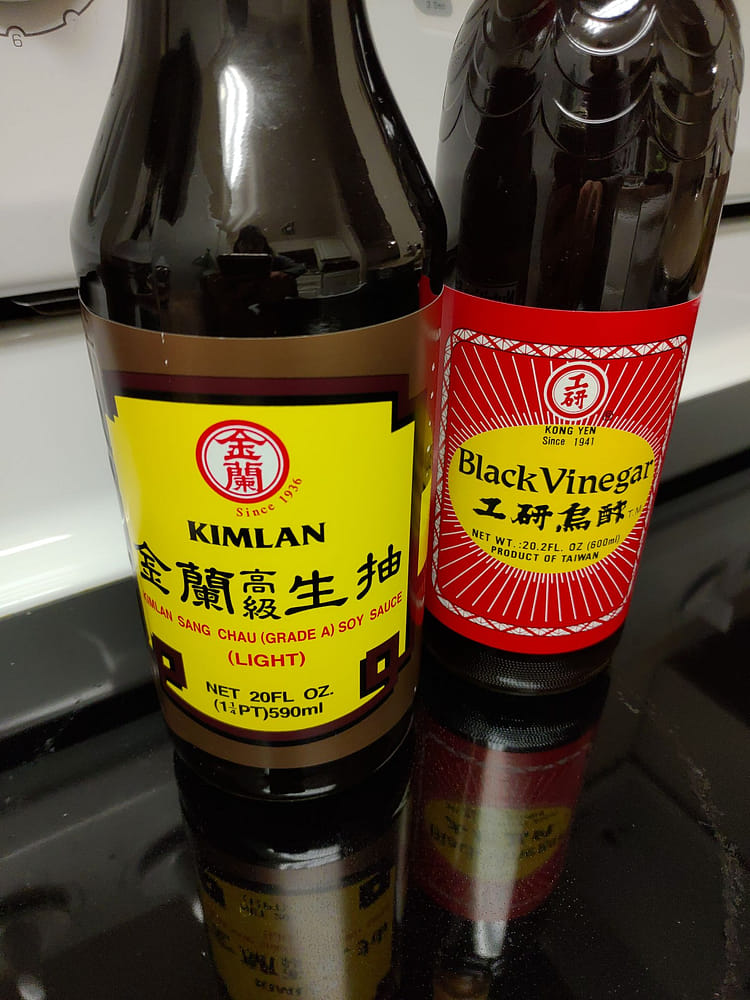 金蘭
Since 1936
KIMLAN
金蘭高級生抽
KIMLAN SANG CHAU (GRADE A) SOY SAUCE
(LIGHT)
NET 20FL OZ.
(1¼PT)590ml
工研
KONG YEN
Since 1941
Black Vinegar
工研烏酢 T.M.
NET WT.:20.2FL. OZ (600ml)
PRODUCT OF TAIWAN
6